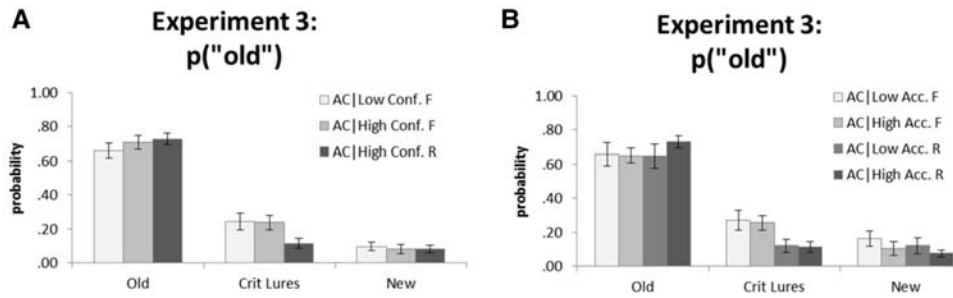 A
Experiment 3:
p("old")
1.00
.80
.60
.40
.20
.00
probability
AC|Low Conf. F
AC|High Conf. F
AC|High Conf. R
Old
Crit Lures
New
B
Experiment 3:
p("old")
1.00
.80
.60
.40
.20
.00
probability
AC|Low Acc. F
AC|High Acc. F
AC|Low Acc. R
AC|High Acc. R
Old
Crit Lures
New